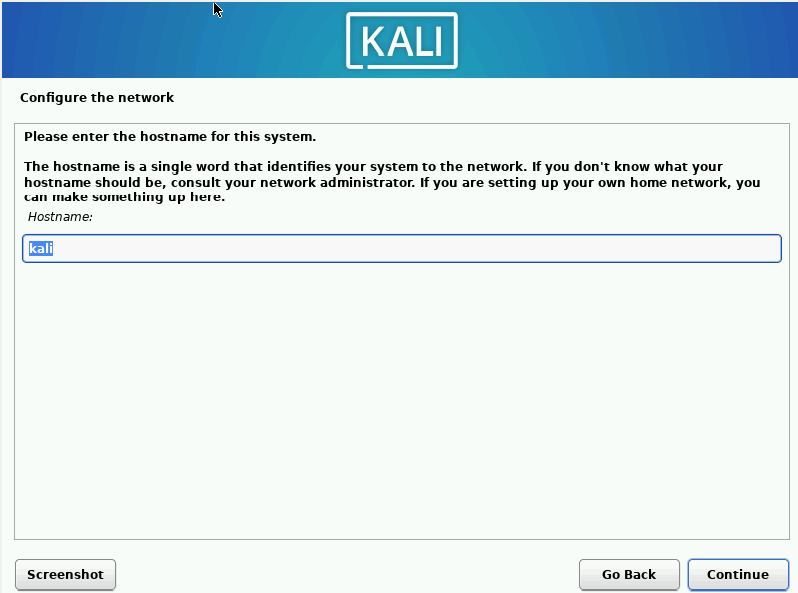 KALI
Configure the network
Please enter the hostname for this system.
The hostname is a single word that identifies your system to the network. If you don't know what your
hostname should be, consult your network administrator. If you are setting up your own home network, you
can make something up here.
Hostname:
kali
Screenshot
Go Back
Continue